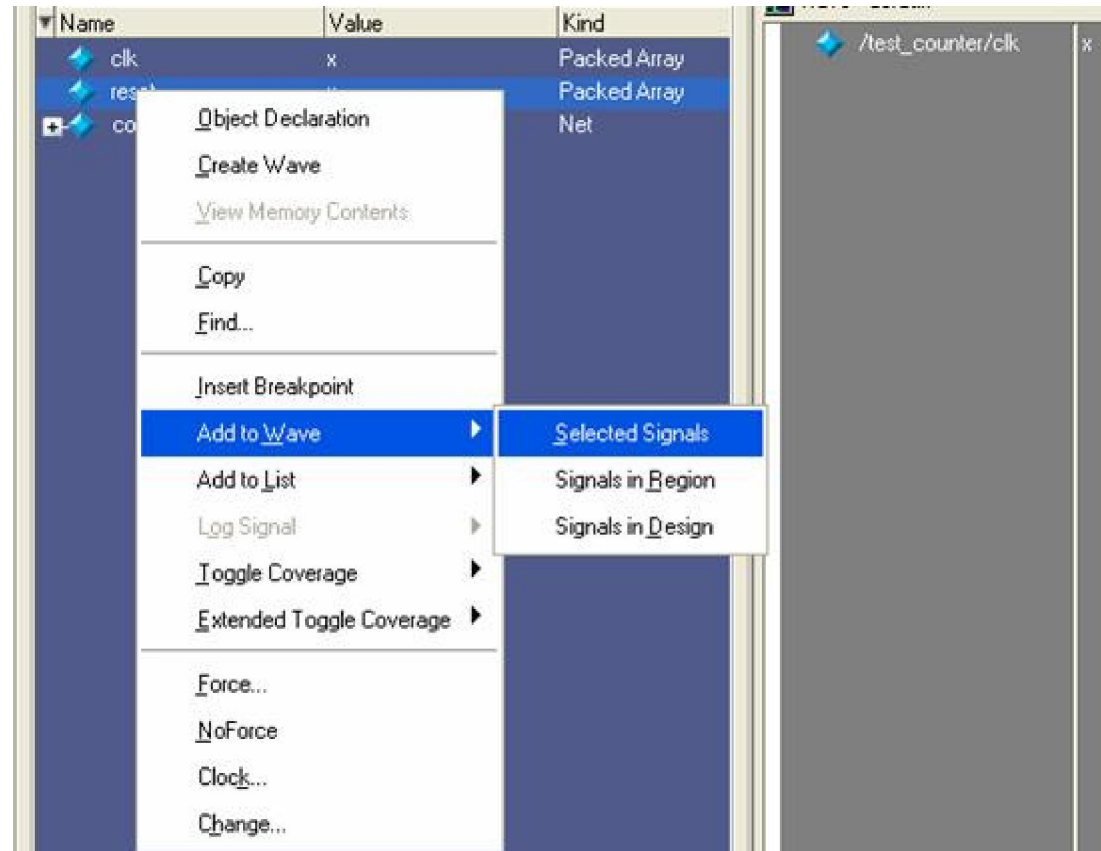 Name Value Kind
clk x Packed Array
Packed Array
Net
/test_counter/clk x
Object Declaration
Create Wave
View Memory Contents
Copy
Find...
Insert Breakpoint
Add to Wave
Selected Signals
Add to List
Signals in Region
Log Signal
Signals in Design
Toggle Coverage
Extended Toggle Coverage
Force...
NoForce
Clock...
Change...